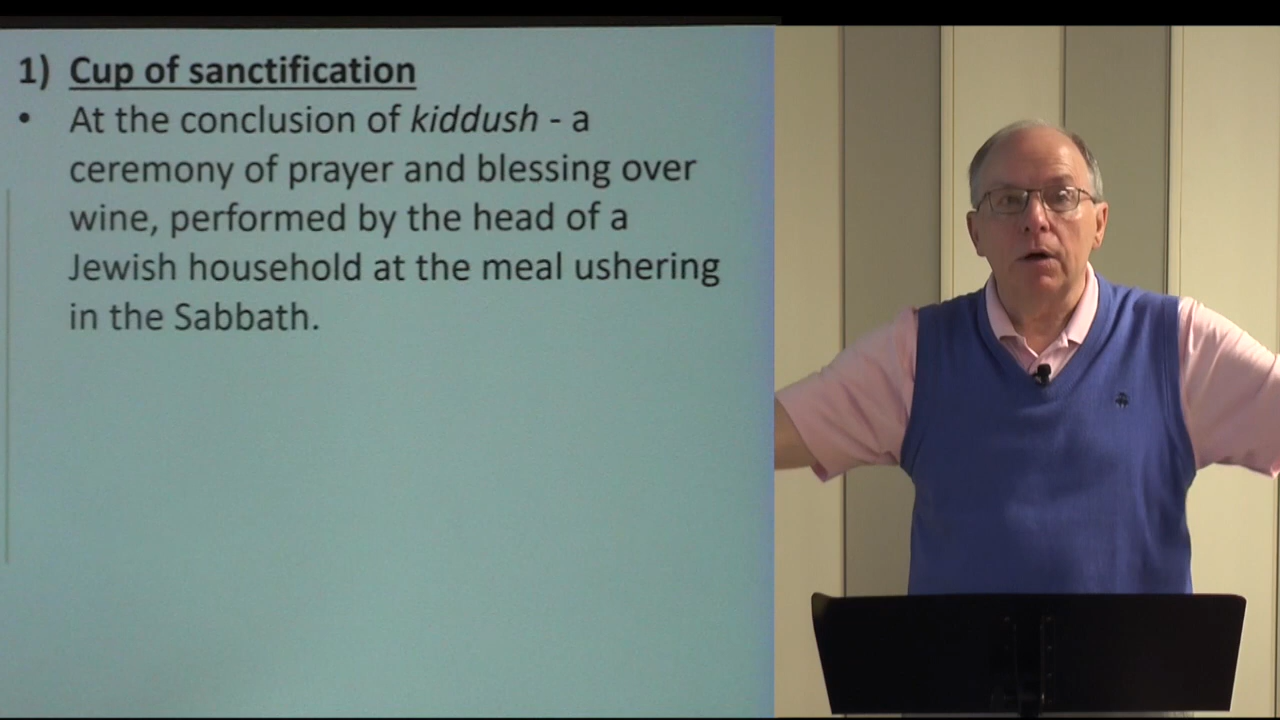 1) Cup of sanctification
• At the conclusion of kiddush - a
ceremony of prayer and blessing over
wine, performed by the head of a
Jewish household at the meal ushering
in the Sabbath.